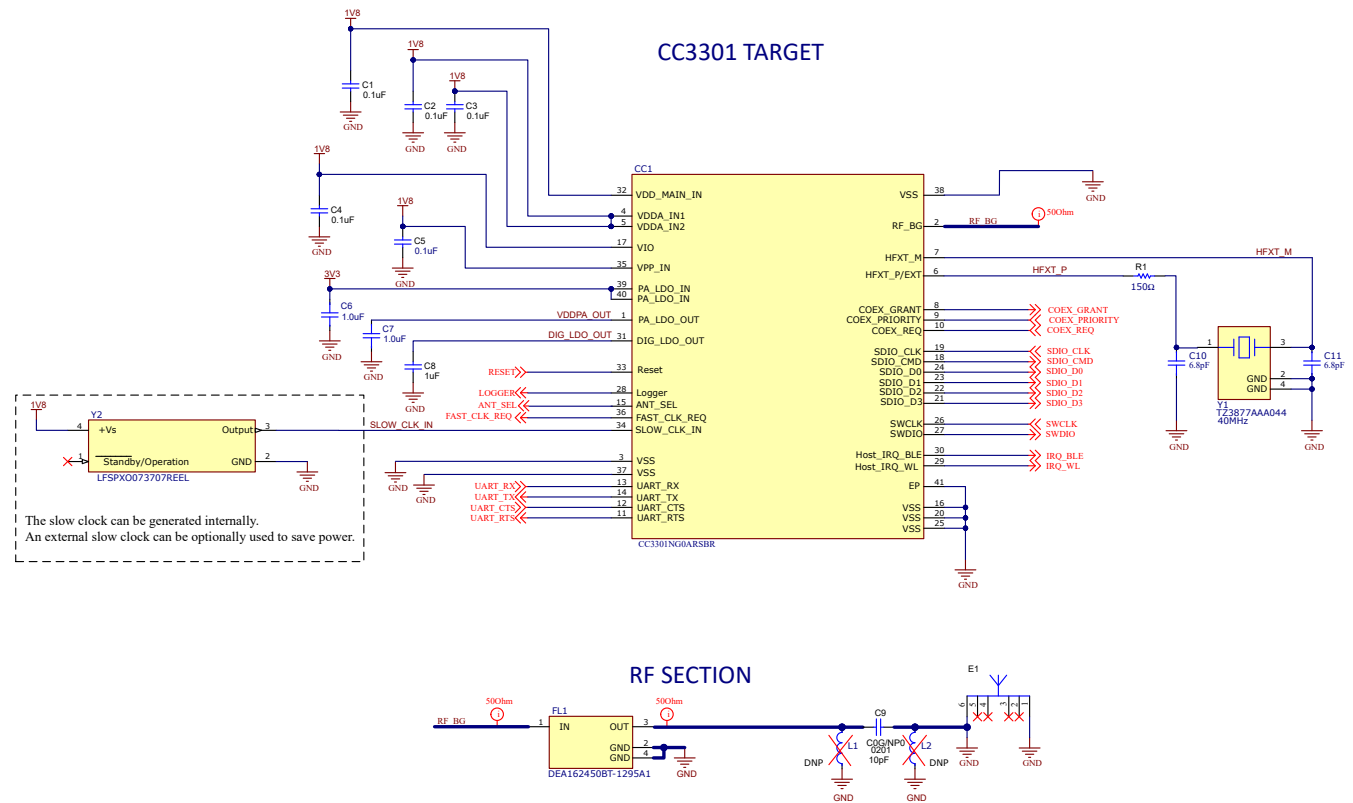 CC3301 TARGET
1V8
C1
0.1uF
GND
1V8
C2
0.1uF
GND
1V8
C3
0.1uF
GND
1V8
C4
0.1uF
GND
1V8
C5
0.1uF
GND
3V3
C6
1.0uF
GND
C7
1.0uF
GND
C8
1uF
GND
VDDPA_OUT
DIG_LDO_OUT
RESET
LOGGER
ANT_SEL
FAST_CLK_REQ
SLOW_CLK_IN
GND
GND
UART_RX
UART_TX
UART_CTS
UART_RTS
CC1
32 VDD_MAIN_IN
4 VDDA_IN1
5 VDDA_IN2
17 VIO
35 VPP_IN
39 PA_LDO_IN
40 PA_LDO_IN
1 PA_LDO_OUT
31 DIG_LDO_OUT
33 Reset
28 Logger
15 ANT_SEL
36 FAST_CLK_REQ
34 SLOW_CLK_IN
3 VSS
37 VSS
13 UART_RX
14 UART_TX
12 UART_CTS
11 UART_RTS
VSS 38
RF_BG 2
HFXT_M 7
HFXT_P/EXT 6
COEX_GRANT 8
COEX_PRIORITY 9
COEX_REQ 10
SDIO_CLK 19
SDIO_CMD 18
SDIO_D0 24
SDIO_D1 23
SDIO_D2 22
SDIO_D3 21
SWCLK 26
SWDIO 27
Host_IRQ_BLE 30
Host_IRQ_WL 29
EP 41
VSS 16
VSS 20
VSS 25
CC3301NG0ARSBR
GND
RF_BG
50Ohm
HFXT_M
HFXT_P
R1
150Ω
COEX_GRANT
COEX_PRIORITY
COEX_REQ
SDIO_CLK
SDIO_CMD
SDIO_D0
SDIO_D1
SDIO_D2
SDIO_D3
SWCLK
SWDIO
IRQ_BLE
IRQ_WL
GND
C10
6.8pF
GND
1
3
GND 2
GND 4
Y1
TZ3877AAA044
40MHz
C11
6.8pF
GND
1V8
Y2
4 +Vs
Output 3
1 Standby/Operation
GND 2
LFSPXO073707REEL
GND
The slow clock can be generated internally.
An external slow clock can be optionally used to save power.
RF SECTION
RF_BG
50Ohm
FL1
1 IN
OUT 3
GND 2
GND 4
DEA162450BT-1295A1
50Ohm
GND
L1
DNP
GND
C9
C0G/NP0
0201
10pF
L2
DNP
GND
E1
6
5
4
3
2
1
GND
GND